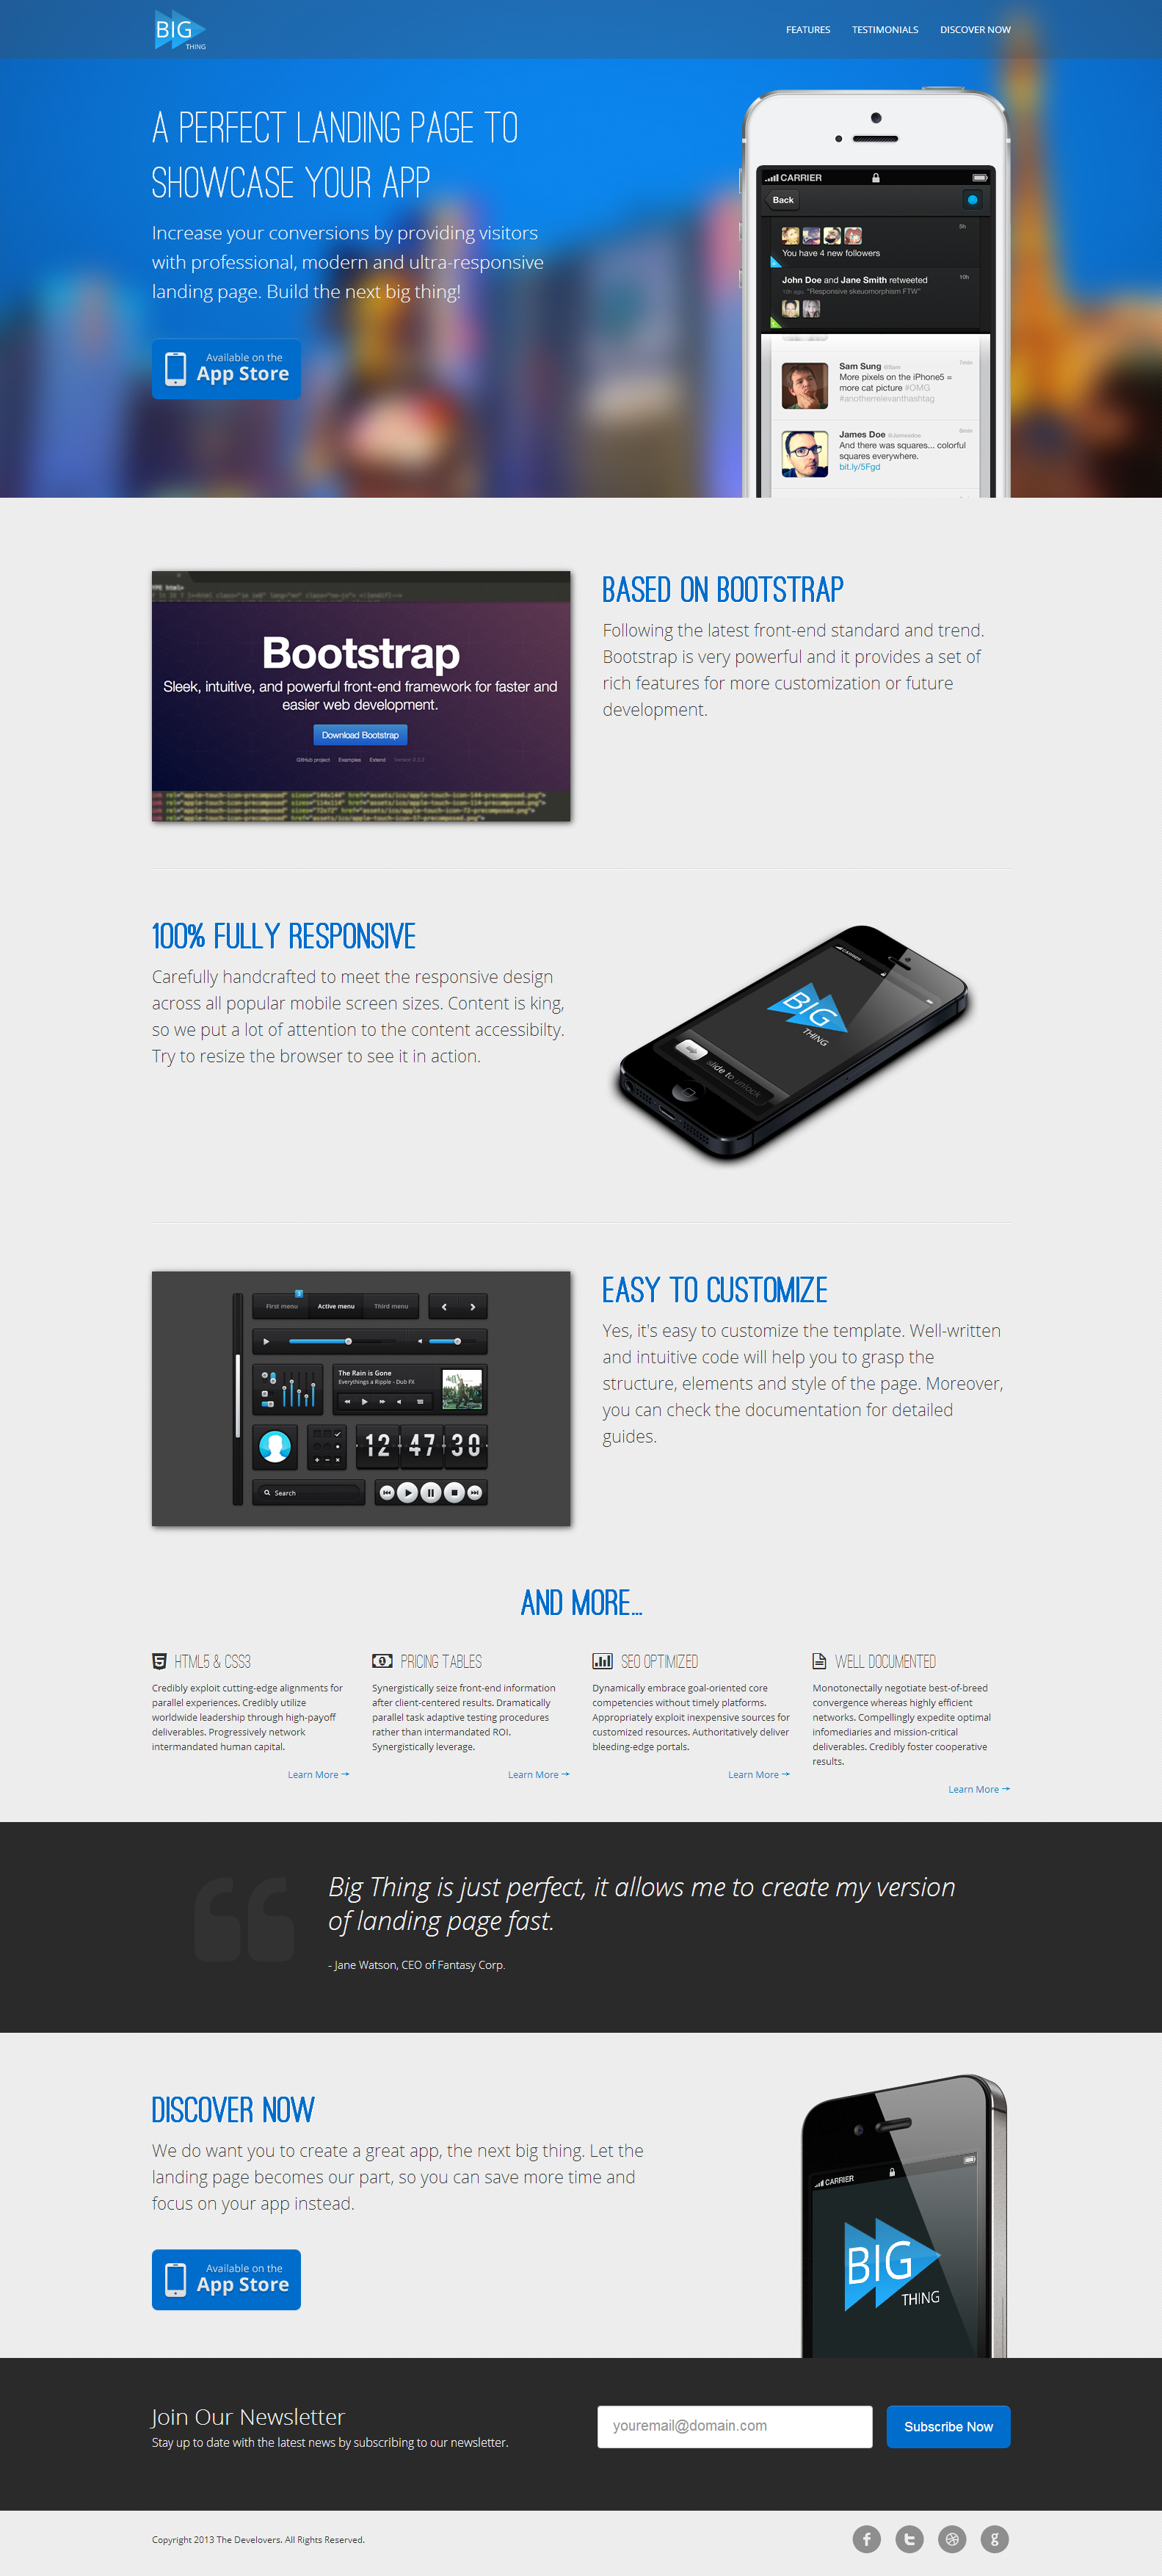 BIG
THING
FEATURES
TESTIMONIALS
DISCOVER NOW
A PERFECT LANDING PAGE TO
SHOWCASE YOUR APP
Increase your conversions by providing visitors
with professional, modern and ultra-responsive
landing page. Build the next big thing!
Available on the
App Store
CARRIER
Back
5h
You have 4 new followers
John Doe and Jane Smith retweeted
10h
10h ago "Responsive skeuomorphism FTW"
Sam Sung @Sam
7min
More pixels on the iPhone5 =
more cat picture #OMG
#anotherrelevanthashtag
James Doe @Jamesdoe
6min
And there was squares... colorful
squares everywhere.
bit.ly/5Fgd
Bootstrap
Sleek, intuitive, and powerful front-end framework for faster and
easier web development.
Download Bootstrap
GitHub project
Examples
Extend
BASED ON BOOTSTRAP
Following the latest front-end standard and trend.
Bootstrap is very powerful and it provides a set of
rich features for more customization or future
development.
100% FULLY RESPONSIVE
Carefully handcrafted to meet the responsive design
across all popular mobile screen sizes. Content is king,
so we put a lot of attention to the content accessibilty.
Try to resize the browser to see it in action.
CARRIER
BIG
THING
slide to unlock
First menu
Active menu
Third menu
3
The Rain is Gone
Everythings a Ripple - Dub FX
12 47 30
Search
EASY TO CUSTOMIZE
Yes, it's easy to customize the template. Well-written
and intuitive code will help you to grasp the
structure, elements and style of the page. Moreover,
you can check the documentation for detailed
guides.
AND MORE...
HTML5 & CSS3
Credibly exploit cutting-edge alignments for
parallel experiences. Credibly utilize
worldwide leadership through high-payoff
deliverables. Progressively network
intermandated human capital.
Learn More →
PRICING TABLES
Synergistically seize front-end information
after client-centered results. Dramatically
parallel task adaptive testing procedures
rather than intermandated ROI.
Synergistically leverage.
Learn More →
SEO OPTIMIZED
Dynamically embrace goal-oriented core
competencies without timely platforms.
Appropriately exploit inexpensive sources for
customized resources. Authoritatively deliver
bleeding-edge portals.
Learn More →
WELL DOCUMENTED
Monotonectally negotiate best-of-breed
convergence whereas highly efficient
networks. Compellingly expedite optimal
infomediaries and mission-critical
deliverables. Credibly foster cooperative
results.
Learn More →
Big Thing is just perfect, it allows me to create my version
of landing page fast.
- Jane Watson, CEO of Fantasy Corp.
DISCOVER NOW
We do want you to create a great app, the next big thing. Let the
landing page becomes our part, so you can save more time and
focus on your app instead.
Available on the
App Store
CARRIER
BIG
THING
Join Our Newsletter
Stay up to date with the latest news by subscribing to our newsletter.
youremail@domain.com
Subscribe Now
Copyright 2013 The Develovers. All Rights Reserved.